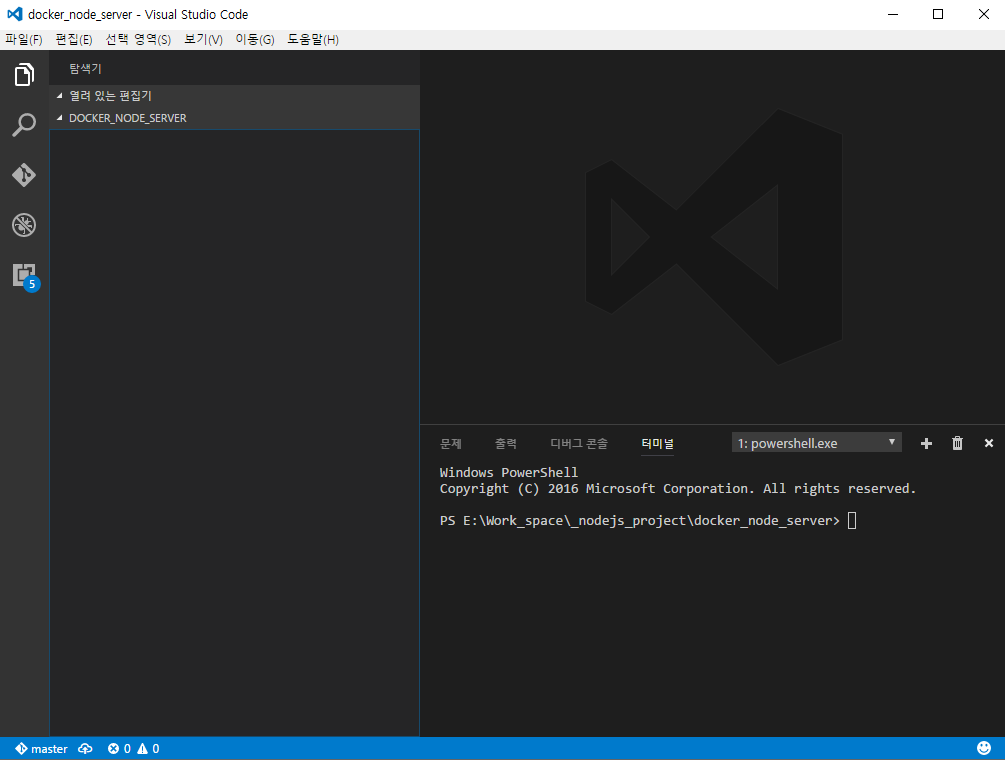 docker_node_server - Visual Studio Code
파일(F) 편집(E) 선택 영역(S) 보기(V) 이동(G) 도움말(H)
탐색기
열려 있는 편집기
DOCKER_NODE_SERVER
5
문제 출력 디버그 콘솔 터미널 1: powershell.exe
Windows PowerShell
Copyright (C) 2016 Microsoft Corporation. All rights reserved.
PS E:\Work_space\_nodejs_project\docker_node_server>
master 0 0